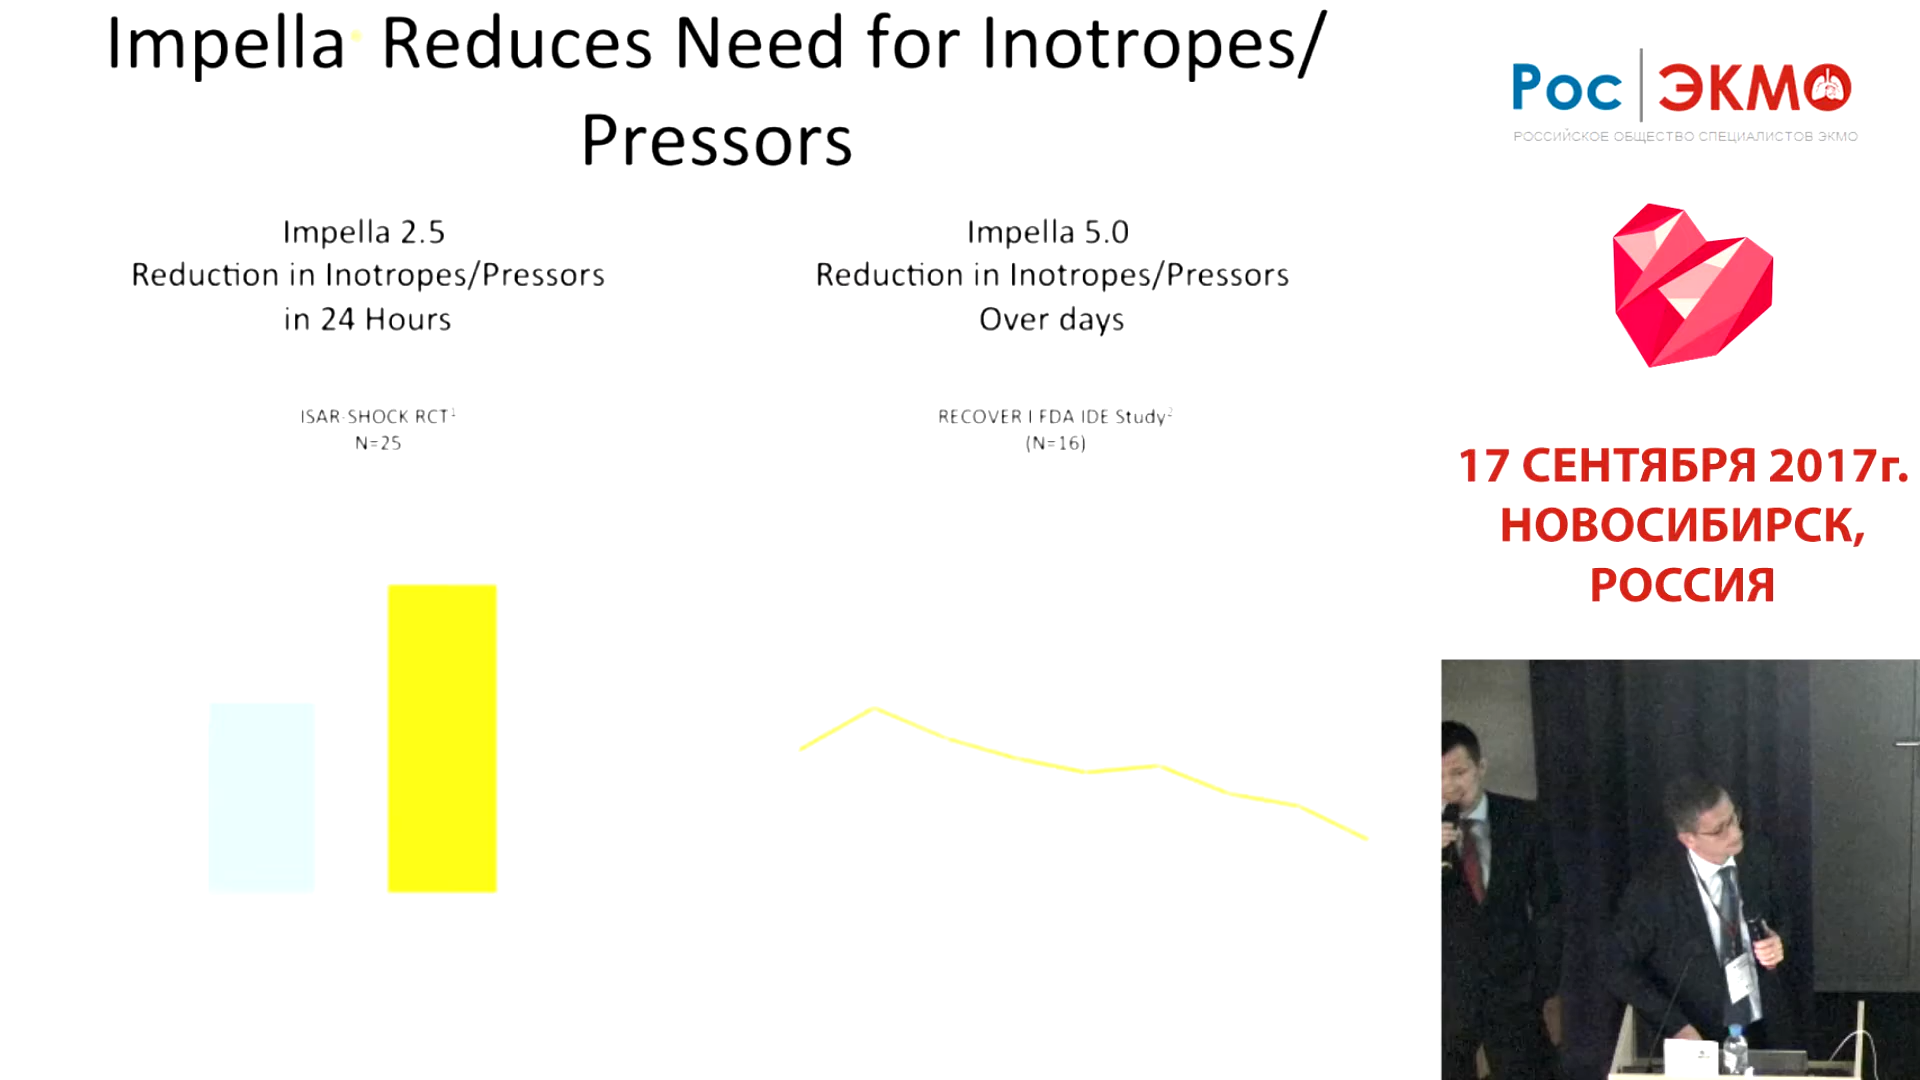 Impella Reduces Need for Inotropes/
Pressors
Impella 2.5
Reduction in Inotropes/Pressors
in 24 Hours
ISAR-SHOCK RCT¹
N=25
Impella 5.0
Reduction in Inotropes/Pressors
Over days
RECOVER I FDA IDE Study²
(N=16)
Рос ЭКМО
РОССИЙСКОЕ ОБЩЕСТВО СПЕЦИАЛИСТОВ ЭКМО
17 СЕНТЯБРЯ 2017г.
НОВОСИБИРСК,
РОССИЯ